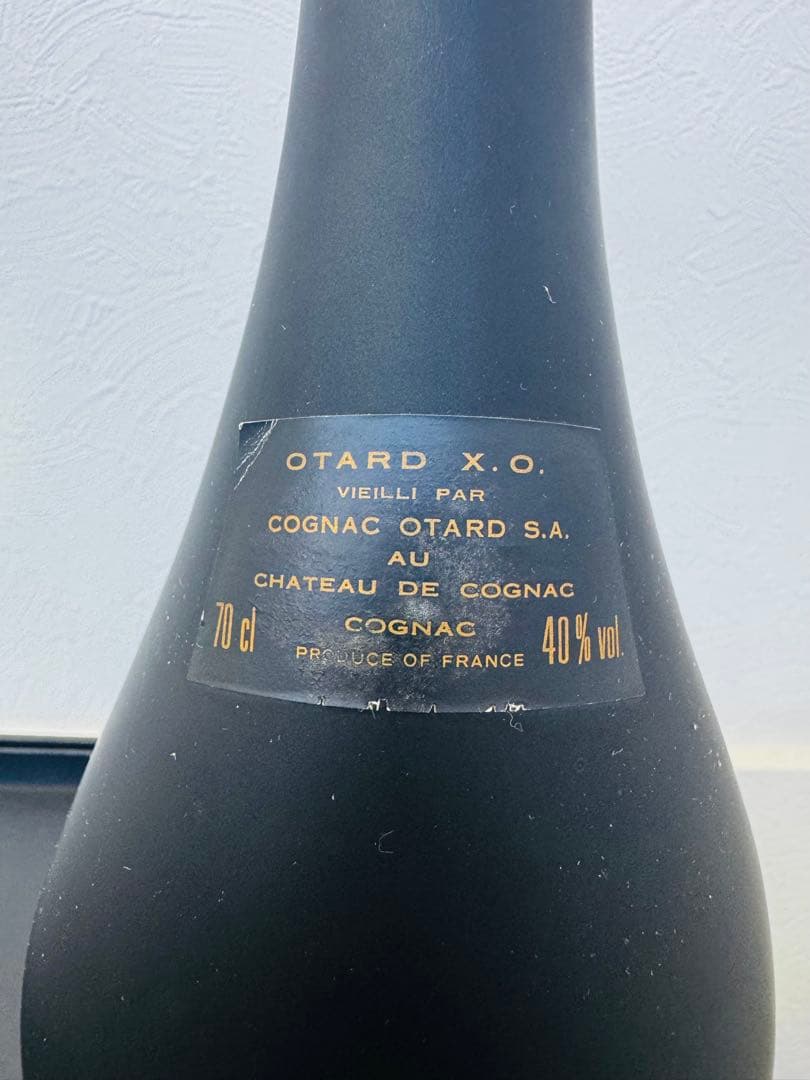 OTARD X.O.
VIEILLI PAR
COGNAC OTARD S.A.
AU
CHATEAU DE COGNAC
70 cl COGNAC 40% vol.
PRODUCE OF FRANCE